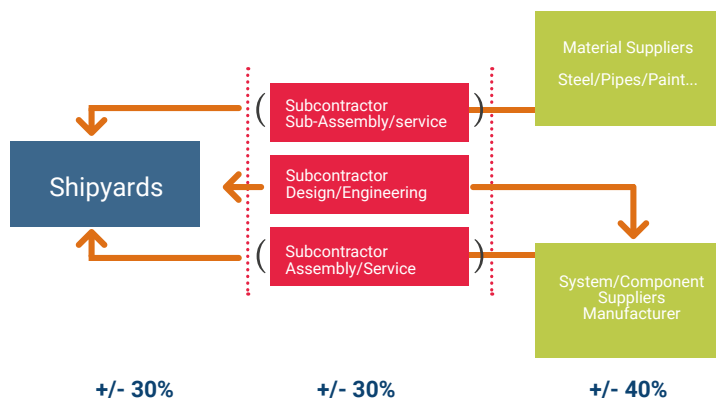 Material Suppliers
Steel/Pipes/Paint...
( Subcontractor )
Sub-Assembly/service
Shipyards
Subcontractor
Design/Engineering
( Subcontractor )
Assembly/Service
System/Component
Suppliers
Manufacturer
+/- 30%
+/- 30%
+/- 40%